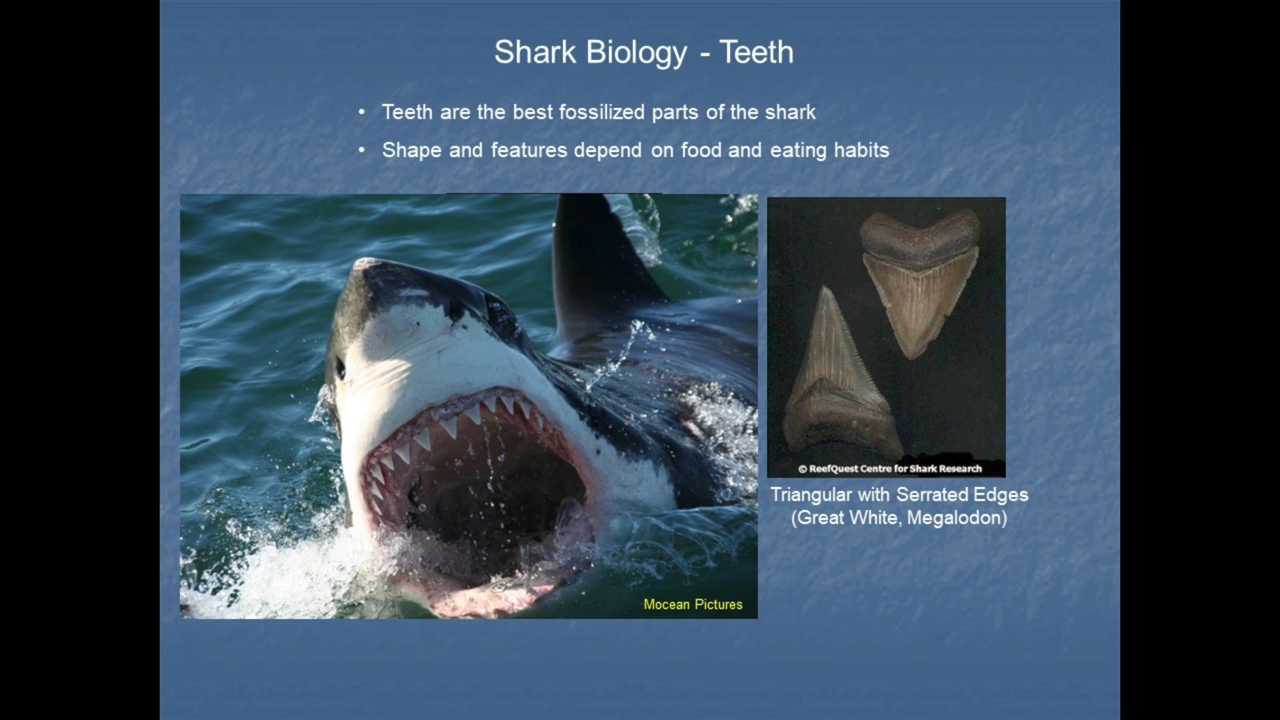 Shark Biology - Teeth
• Teeth are the best fossilized parts of the shark
• Shape and features depend on food and eating habits
Mocean Pictures
© ReefQuest Centre for Shark Research
Triangular with Serrated Edges
(Great White, Megalodon)